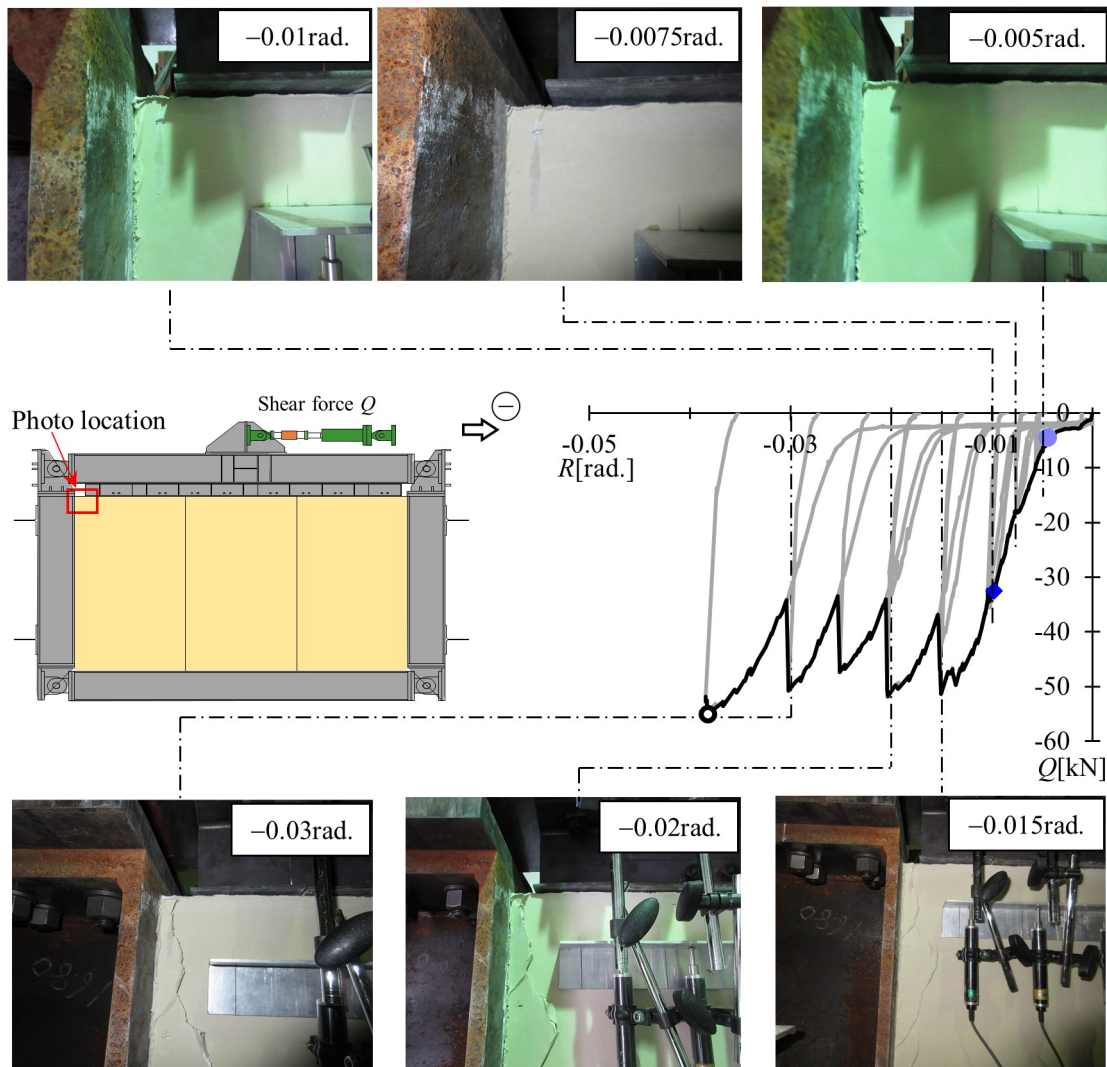 −0.01rad.
−0.0075rad.
−0.005rad.
Photo location
Shear force Q
−
-0.05
-0.03
-0.01
0
R[rad.]
-10
-20
-30
-40
-50
-60
Q[kN]
−0.03rad.
−0.02rad.
−0.015rad.